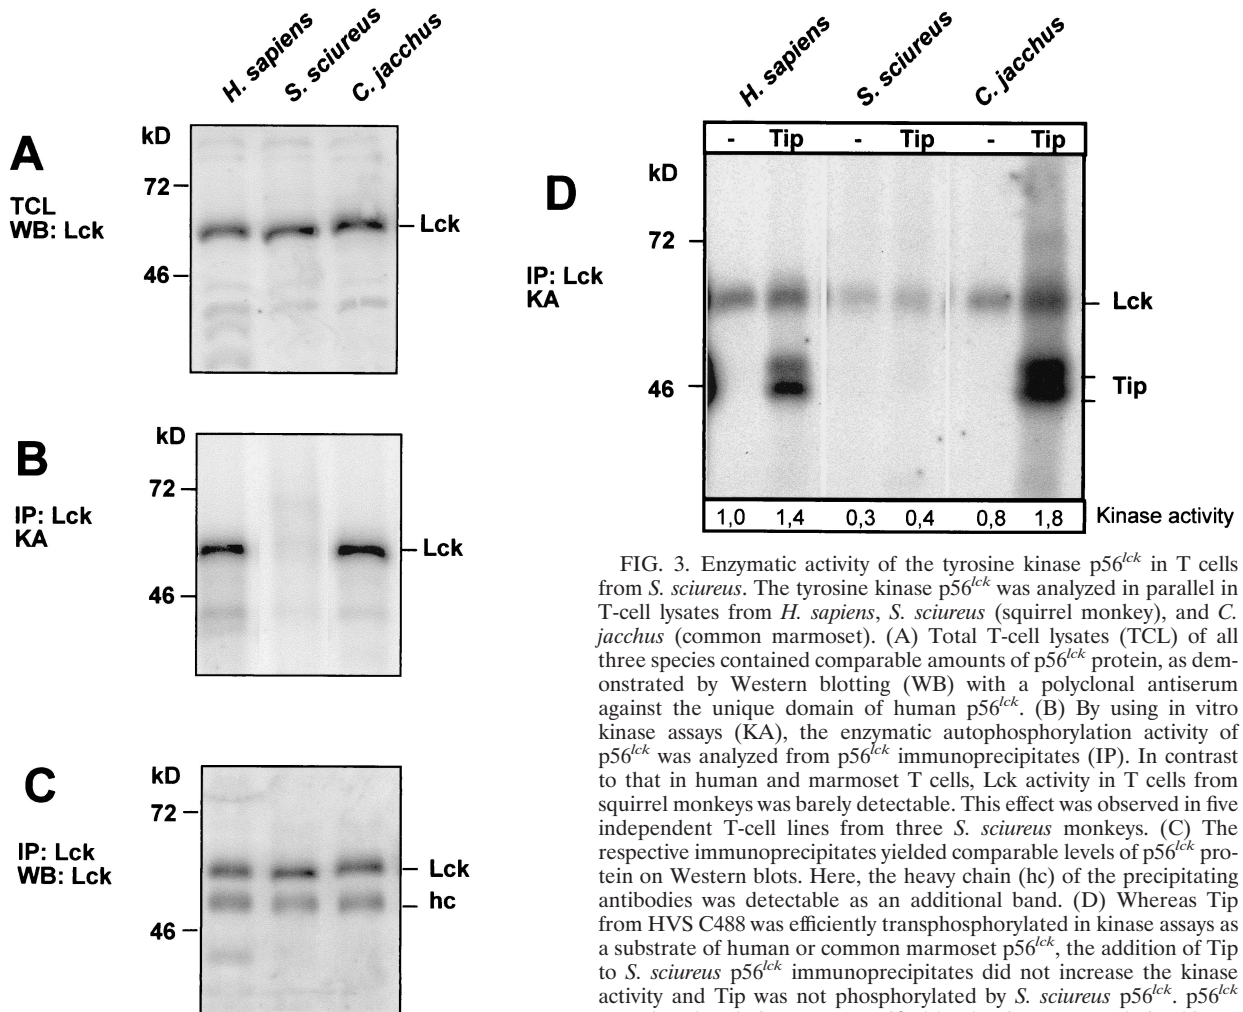 H. sapiens
S. sciureus
C. jacchus
A
TCL
WB: Lck
kD
72
46
Lck
B
IP: Lck
KA
kD
72
46
Lck
C
IP: Lck
WB: Lck
kD
72
46
Lck
hc
H. sapiens
S. sciureus
C. jacchus
D
IP: Lck
KA
- Tip - Tip - Tip
kD
72
46
Lck
Tip
1,0 1,4 0,3 0,4 0,8 1,8 Kinase activity
FIG. 3. Enzymatic activity of the tyrosine kinase p56lck in T cells
from S. sciureus. The tyrosine kinase p56lck was analyzed in parallel in
T-cell lysates from H. sapiens, S. sciureus (squirrel monkey), and C.
jacchus (common marmoset). (A) Total T-cell lysates (TCL) of all
three species contained comparable amounts of p56lck protein, as dem-
onstrated by Western blotting (WB) with a polyclonal antiserum
against the unique domain of human p56lck. (B) By using in vitro
kinase assays (KA), the enzymatic autophosphorylation activity of
p56lck was analyzed from p56lck immunoprecipitates (IP). In contrast
to that in human and marmoset T cells, Lck activity in T cells from
squirrel monkeys was barely detectable. This effect was observed in five
independent T-cell lines from three S. sciureus monkeys. (C) The
respective immunoprecipitates yielded comparable levels of p56lck pro-
tein on Western blots. Here, the heavy chain (hc) of the precipitating
antibodies was detectable as an additional band. (D) Whereas Tip
from HVS C488 was efficiently transphosphorylated in kinase assays as
a substrate of human or common marmoset p56lck, the addition of Tip
to S. sciureus p56lck immunoprecipitates did not increase the kinase
activity and Tip was not phosphorylated by S. sciureus p56lck. p56lck